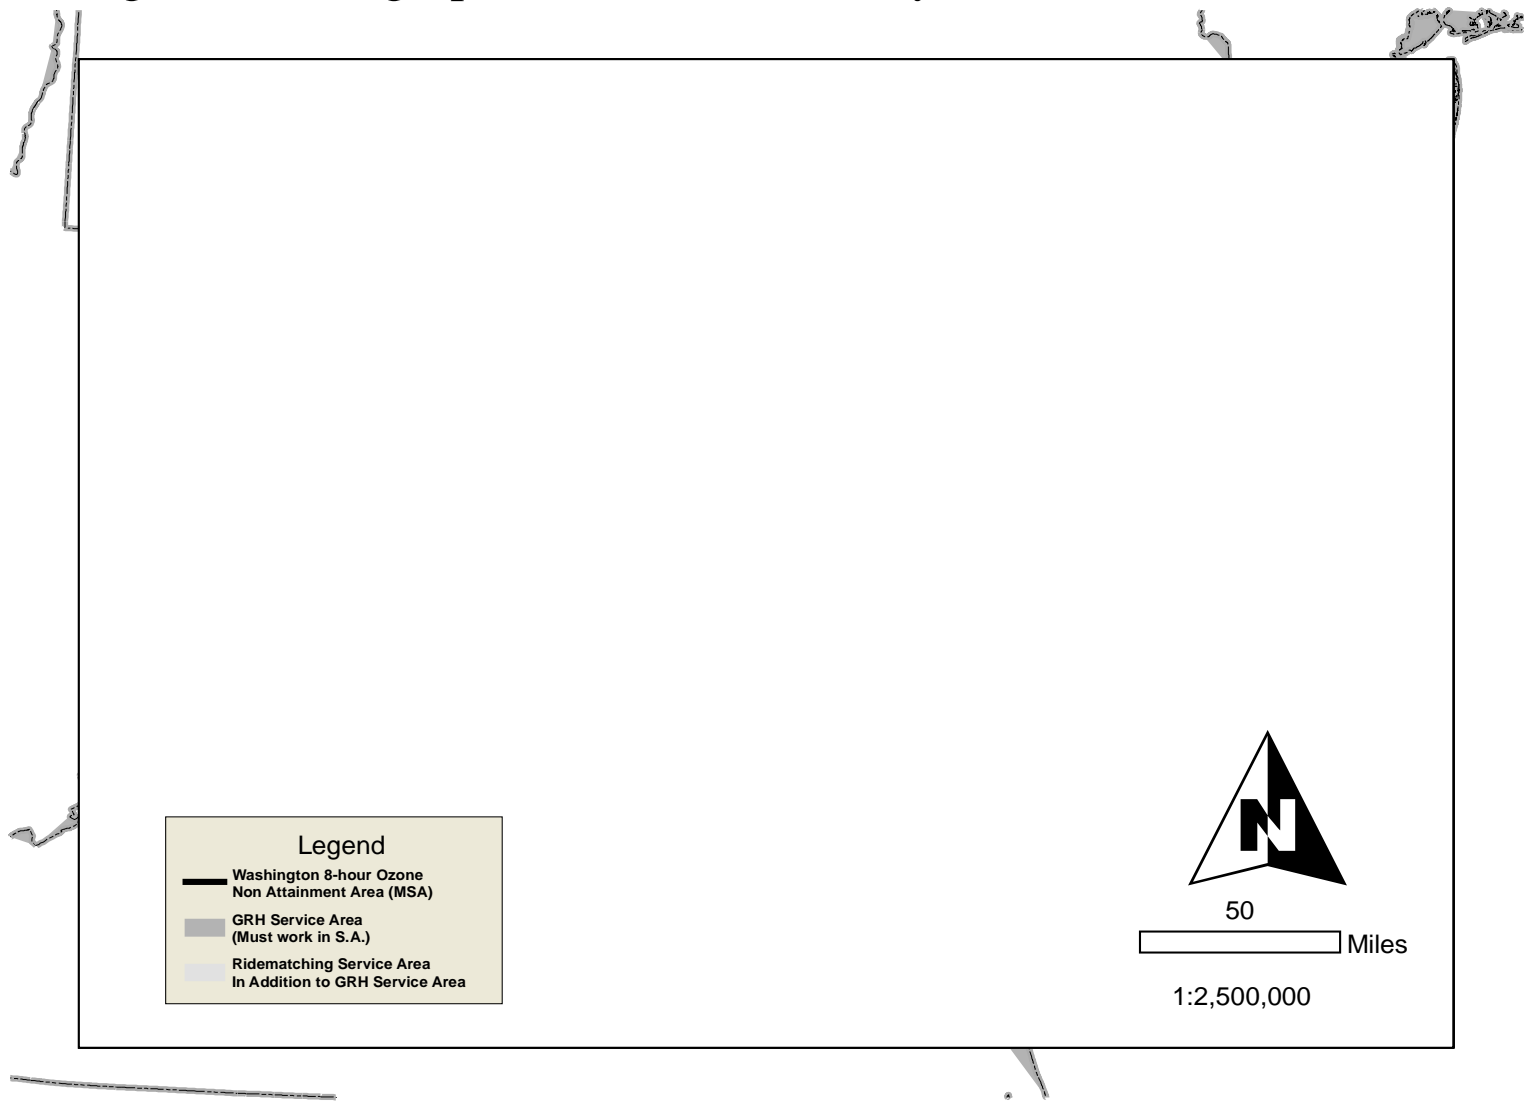 Legend
Washington 8-hour Ozone
Non Attainment Area (MSA)
GRH Service Area
(Must work in S.A.)
Ridematching Service Area
In Addition to GRH Service Area
N
50
Miles
1:2,500,000